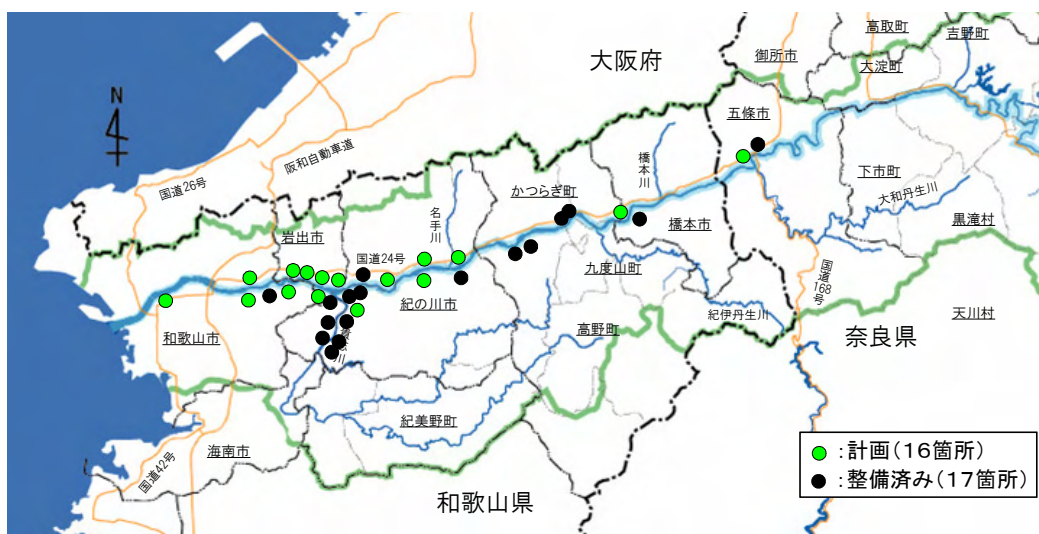 高取町
吉野町
御所市
大淀町
大阪府
N
五條市
阪和自動車道
橋本川
国道26号
下市町
かつらぎ町
大和丹生川
名手川
黒滝村
岩出市
橋本市
国道24号
九度山町
国道168号
紀の川市
天川村
紀伊丹生川
和歌山市
高野町
奈良県
紀美野町
海南市
国道42号
和歌山県
：計画（16箇所）
：整備済み（17箇所）